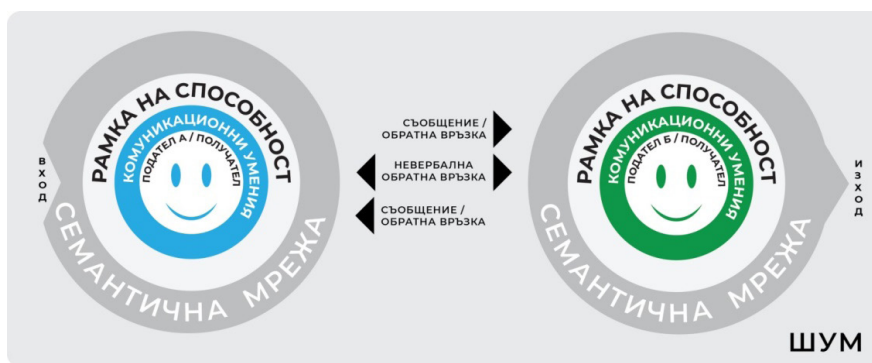 ВХОД
РАМКА НА СПОСОБНОСТ
КОМУНИКАЦИОННИ УМЕНИЯ
ПОДАТЕЛ А / ПОЛУЧАТЕЛ
СЕМАНТИЧНА МРЕЖА
СЪОБЩЕНИЕ /
ОБРАТНА ВРЪЗКА
НЕВЕРБАЛНА
ОБРАТНА ВРЪЗКА
СЪОБЩЕНИЕ /
ОБРАТНА ВРЪЗКА
РАМКА НА СПОСОБНОСТ
КОМУНИКАЦИОННИ УМЕНИЯ
ПОДАТЕЛ Б / ПОЛУЧАТЕЛ
СЕМАНТИЧНА МРЕЖА
ИЗХОД
ШУМ